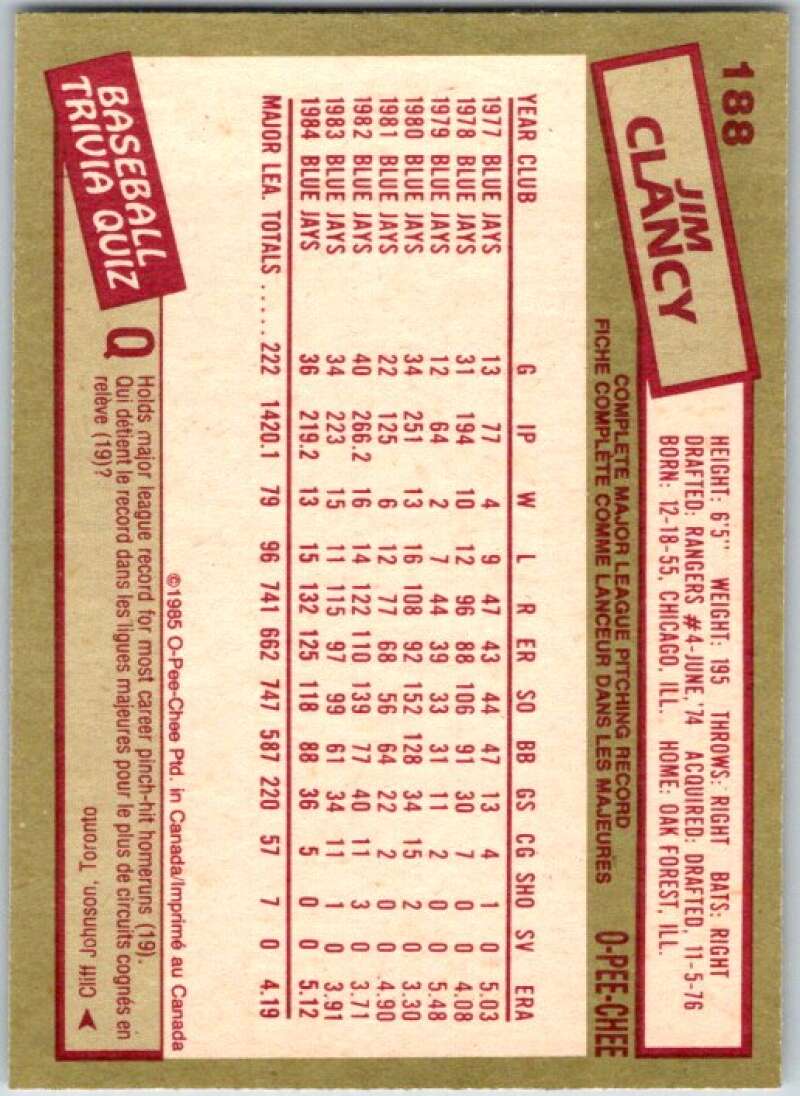 188
JIM
CLANCY
HEIGHT: 6'5" WEIGHT: 195 THROWS: RIGHT BATS: RIGHT
DRAFTED: RANGERS #4-JUNE,'74 ACQUIRED: DRAFTED, 11-5-76
BORN: 12-18-55, CHICAGO, ILL. HOME: OAK FOREST, ILL.
COMPLETE MAJOR LEAGUE PITCHING RECORD
FICHE COMPLÈTE COMME LANCEUR DANS LES MAJEURES
O-PEE-CHEE
YEAR CLUB G IP W L R ER SO BB GS CG SHO SV ERA
1977 BLUE JAYS 13 77 4 9 47 43 44 47 13 4 1 0 5.03
1978 BLUE JAYS 31 194 10 12 96 88 106 91 30 7 0 0 4.08
1979 BLUE JAYS 12 64 2 7 44 39 33 31 11 2 0 0 5.48
1980 BLUE JAYS 34 251 13 16 108 92 152 128 34 15 2 0 3.30
1981 BLUE JAYS 22 125 6 12 77 68 56 64 22 2 0 0 4.90
1982 BLUE JAYS 40 266.2 16 14 122 110 139 77 40 11 3 0 3.71
1983 BLUE JAYS 34 223 15 11 115 97 99 61 34 11 1 0 3.91
1984 BLUE JAYS 36 219.2 13 15 132 125 118 88 36 5 0 0 5.12
MAJOR LEA. TOTALS ..... 222 1420.1 79 96 741 662 747 587 220 57 7 0 4.19
©1985 O-Pee-Chee Ptd. in Canada/Imprimé au Canada
BASEBALL
TRIVIA QUIZ
Q
Holds major league record for most career pinch-hit homeruns (19).
Qui détient le record dans les ligues majeures pour le plus de circuits cognés en
relève (19)?
Cliff Johnson, Toronto